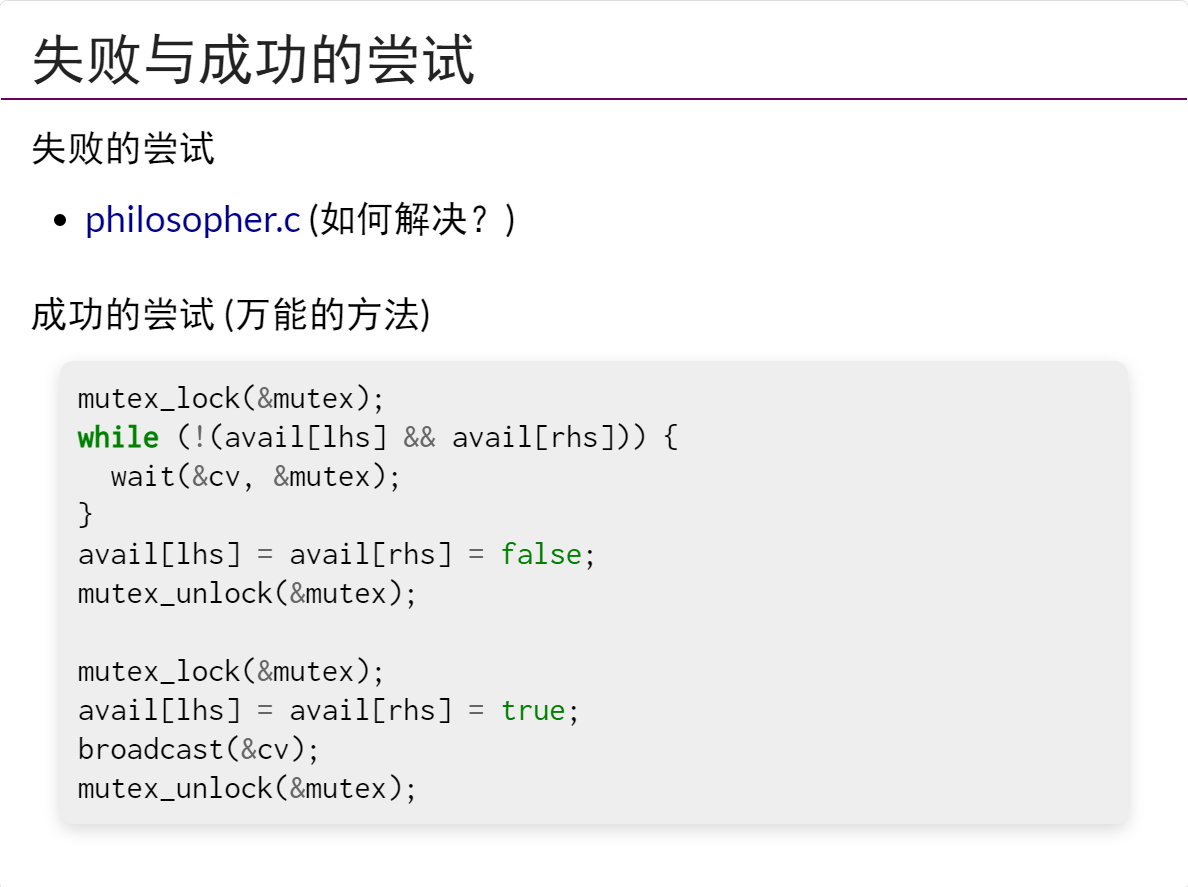 失败与成功的尝试
失败的尝试
• philosopher.c (如何解决？)
成功的尝试 (万能的方法)
mutex_lock(&mutex);
while (!(avail[lhs] && avail[rhs])) {
  wait(&cv, &mutex);
}
avail[lhs] = avail[rhs] = false;
mutex_unlock(&mutex);

mutex_lock(&mutex);
avail[lhs] = avail[rhs] = true;
broadcast(&cv);
mutex_unlock(&mutex);